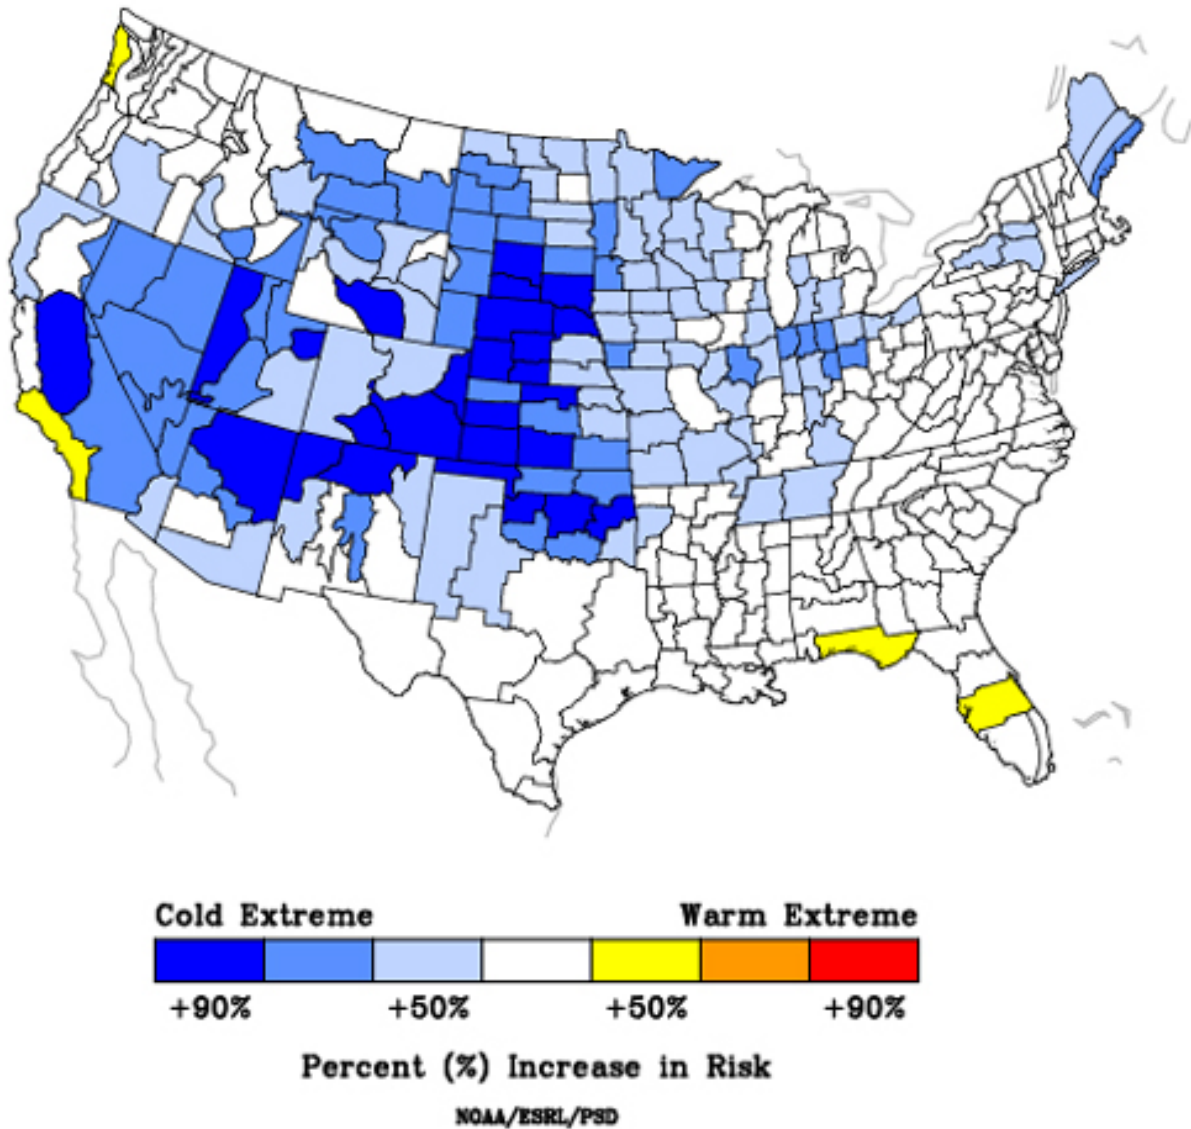 Cold Extreme Warm Extreme
+90% +50% +50% +90%
Percent (%) Increase in Risk
NOAA/ESRL/PSD